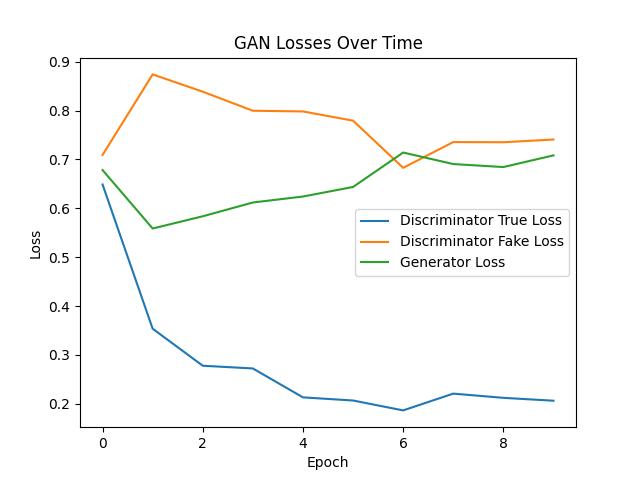 GAN Losses Over Time
0.9
0.8
0.7
0.6
0.5
0.4
0.3
0.2
Loss
Discriminator True Loss
Discriminator Fake Loss
Generator Loss
0 2 4 6 8
Epoch